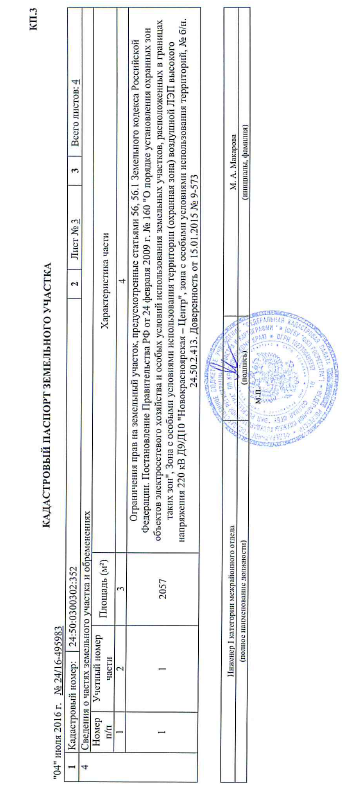 КП.3
КАДАСТРОВЫЙ ПАСПОРТ ЗЕМЕЛЬНОГО УЧАСТКА
"04" июля 2016 г. № 24/16-495983
1 Кадастровый номер: 24:50:0300302:352 2 Лист № 3 3 Всего листов: 4
4 Сведения о частях земельного участка и обременениях
Номер п/п Учетный номер части Площадь (м²) Характеристика части
1 2 3 4
1 1 2057 Ограничения прав на земельный участок, предусмотренные статьями 56, 56.1 Земельного кодекса Российской
Федерации. Постановление Правительства РФ от 24 февраля 2009 г. № 160 "О порядке установления охранных зон
объектов электросетевого хозяйства и особых условий использования земельных участков, расположенных в границах
таких зон", Зона с особыми условиями использования территории (охранная зона) воздушной ЛЭП высокого
напряжения 220 кВ Д9/Д10 "Новокрасноярская – Центр", зона с особыми условиями использования территорий, № б/н.
24.50.2.413. Доверенность от 15.01.2015 № 9-573
Инженер I категории межрайонного отдела М. А. Макарова
(полное наименование должности) (подпись) (инициалы, фамилия)
М.П.